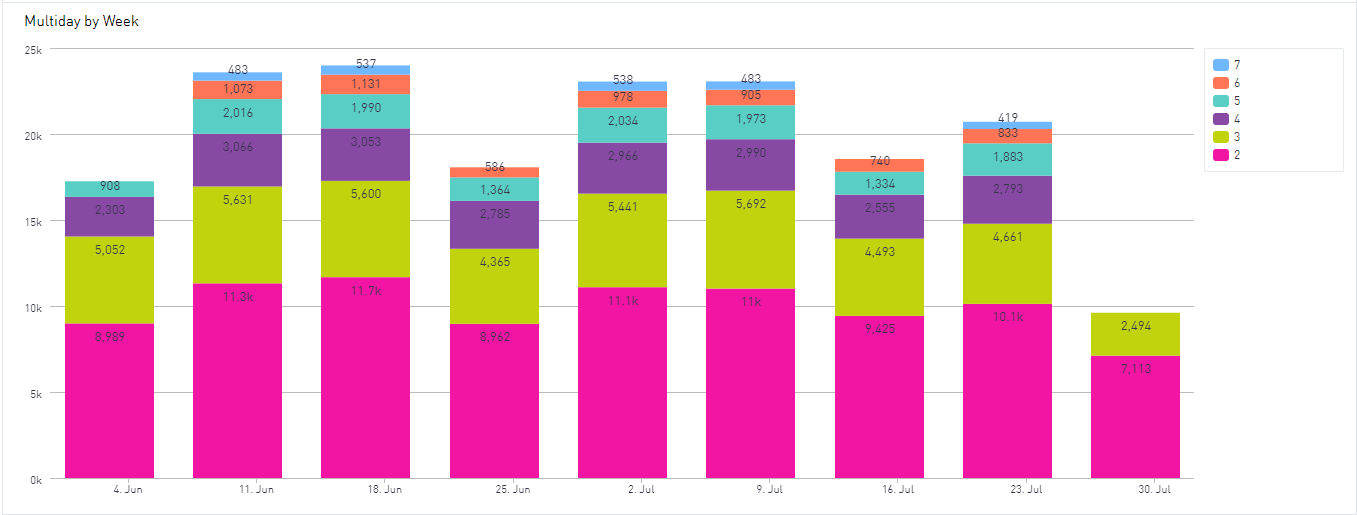 Multiday by Week
25k
20k
15k
10k
5k
0k
908
2,303
5,052
8,989
483
1,073
2,016
3,066
5,631
11.3k
537
1,131
1,990
3,053
5,600
11.7k
586
1,364
2,785
4,365
8,962
538
978
2,034
2,966
5,441
11.1k
483
905
1,973
2,990
5,692
11k
740
1,334
2,555
4,493
9,425
419
833
1,883
2,793
4,661
10.1k
2,494
7,113
4. Jun
11. Jun
18. Jun
25. Jun
2. Jul
9. Jul
16. Jul
23. Jul
30. Jul
7
6
5
4
3
2